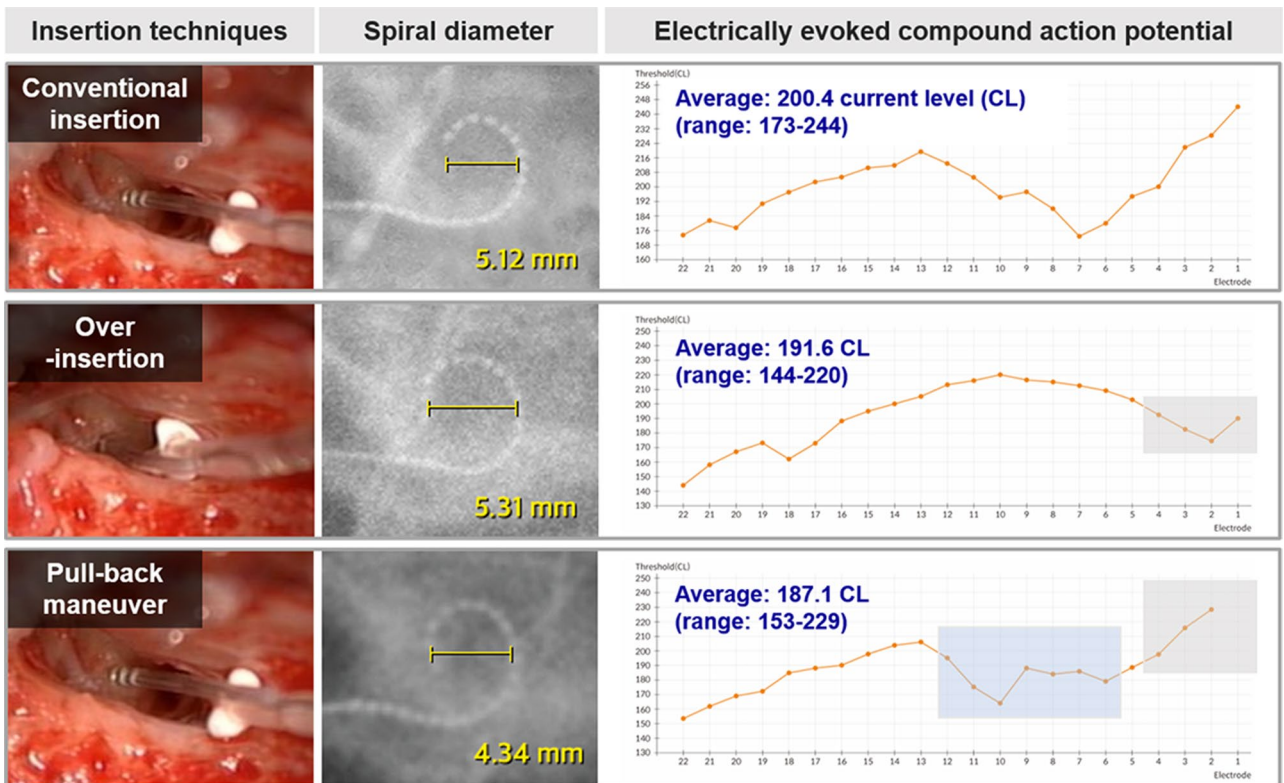 Insertion techniques
Spiral diameter
Electrically evoked compound action potential
Conventional
insertion
5.12 mm
Threshold(CL)
Average: 200.4 current level (CL)
(range: 173-244)
256
248
240
232
224
216
208
200
192
184
176
168
160
22 21 20 19 18 17 16 15 14 13 12 11 10 9 8 7 6 5 4 3 2 1
Electrode
Over
-insertion
5.31 mm
Threshold(CL)
Average: 191.6 CL
(range: 144-220)
250
240
230
220
210
200
190
180
170
160
150
140
130
22 21 20 19 18 17 16 15 14 13 12 11 10 9 8 7 6 5 4 3 2 1
Electrode
Pull-back
maneuver
4.34 mm
Threshold(CL)
Average: 187.1 CL
(range: 153-229)
250
240
230
220
210
200
190
180
170
160
150
140
130
22 21 20 19 18 17 16 15 14 13 12 11 10 9 8 7 6 5 4 3 2 1
Electrode